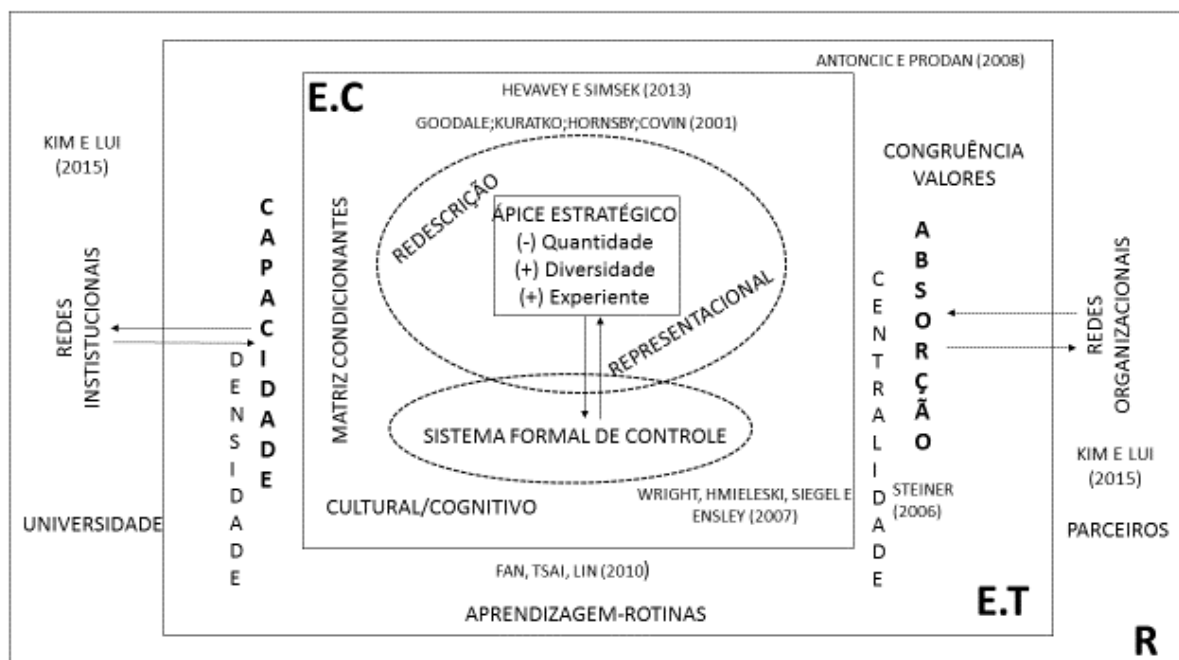 ANTONCIC E PRODAN (2008)
E.C
HEVAVEY E SIMSEK (2013)
GOODALE;KURATKO;HORNSBY;COVIN (2001)
KIM E LUI
(2015)
CONGRUÊNCIA
VALORES
REDESCRIÇÃO
ÁPICE ESTRATÉGICO
(-) Quantidade
(+) Diversidade
(+) Experiente
REPRESENTACIONAL
MATRIZ CONDICIONANTES
CAPACIDADE
DENSIDADE
REDES
INSTISTUCIONAIS
ABSORÇÃO
CENTRALIDADE
REDES
ORGANIZACIONAIS
SISTEMA FORMAL DE CONTROLE
CULTURAL/COGNITIVO
WRIGHT, HMIELESKI, SIEGEL E
ENSLEY (2007)
STEINER
(2006)
KIM E LUI
(2015)
UNIVERSIDADE
PARCEIROS
FAN, TSAI, LIN (2010)
APRENDIZAGEM-ROTINAS
E.T
R